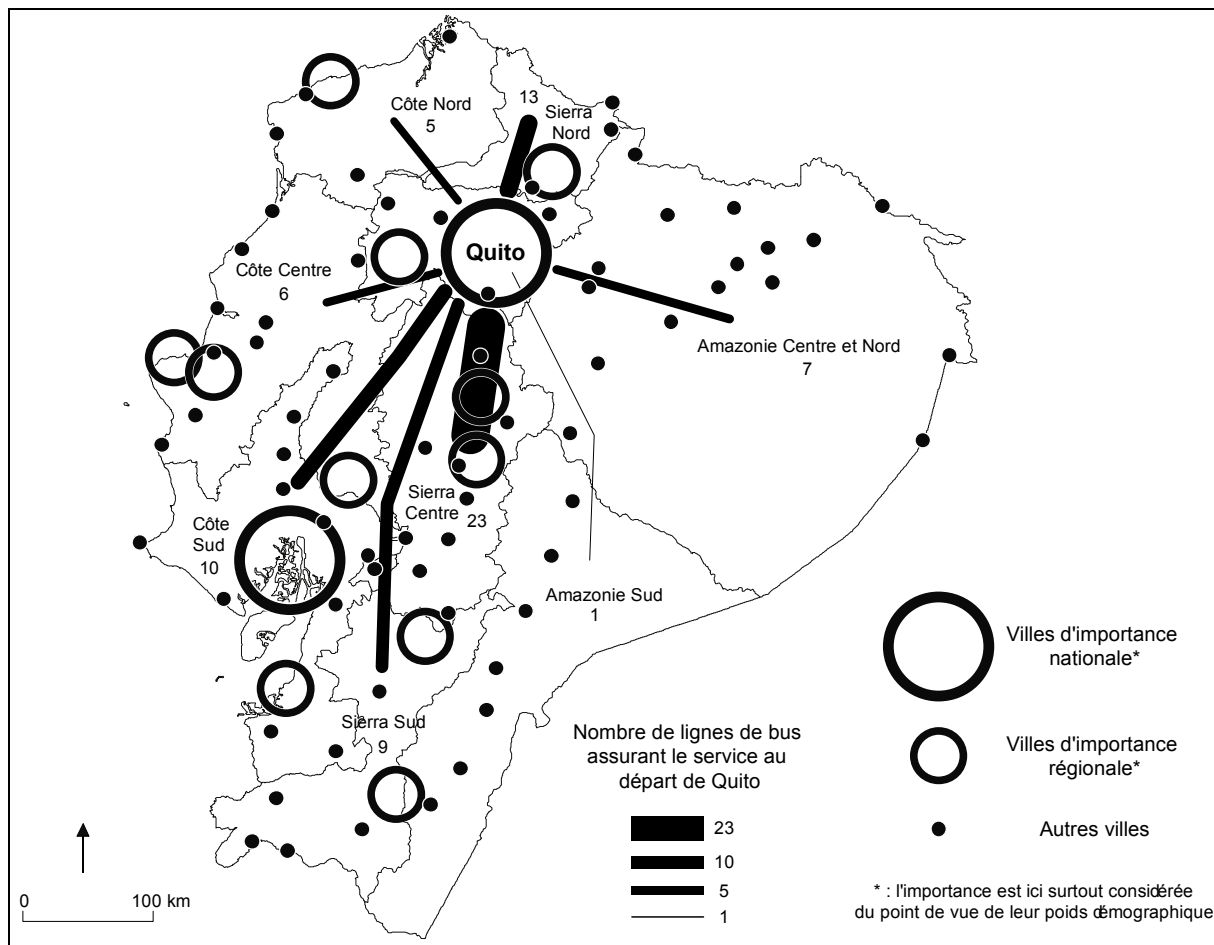 Côte Nord
5
13
Sierra
Nord
Quito
Côte Centre
6
Amazonie Centre et Nord
7
Sierra
Centre
23
Côte
Sud
10
Amazonie Sud
1
Sierra Sud
9
Villes d'importance
nationale*
Villes d'importance
régionale*
Autres villes
* : l'importance est ici surtout considérée
du point de vue de leur poids démographique
Nombre de lignes de bus
assurant le service au
départ de Quito
23
10
5
1
0 100 km